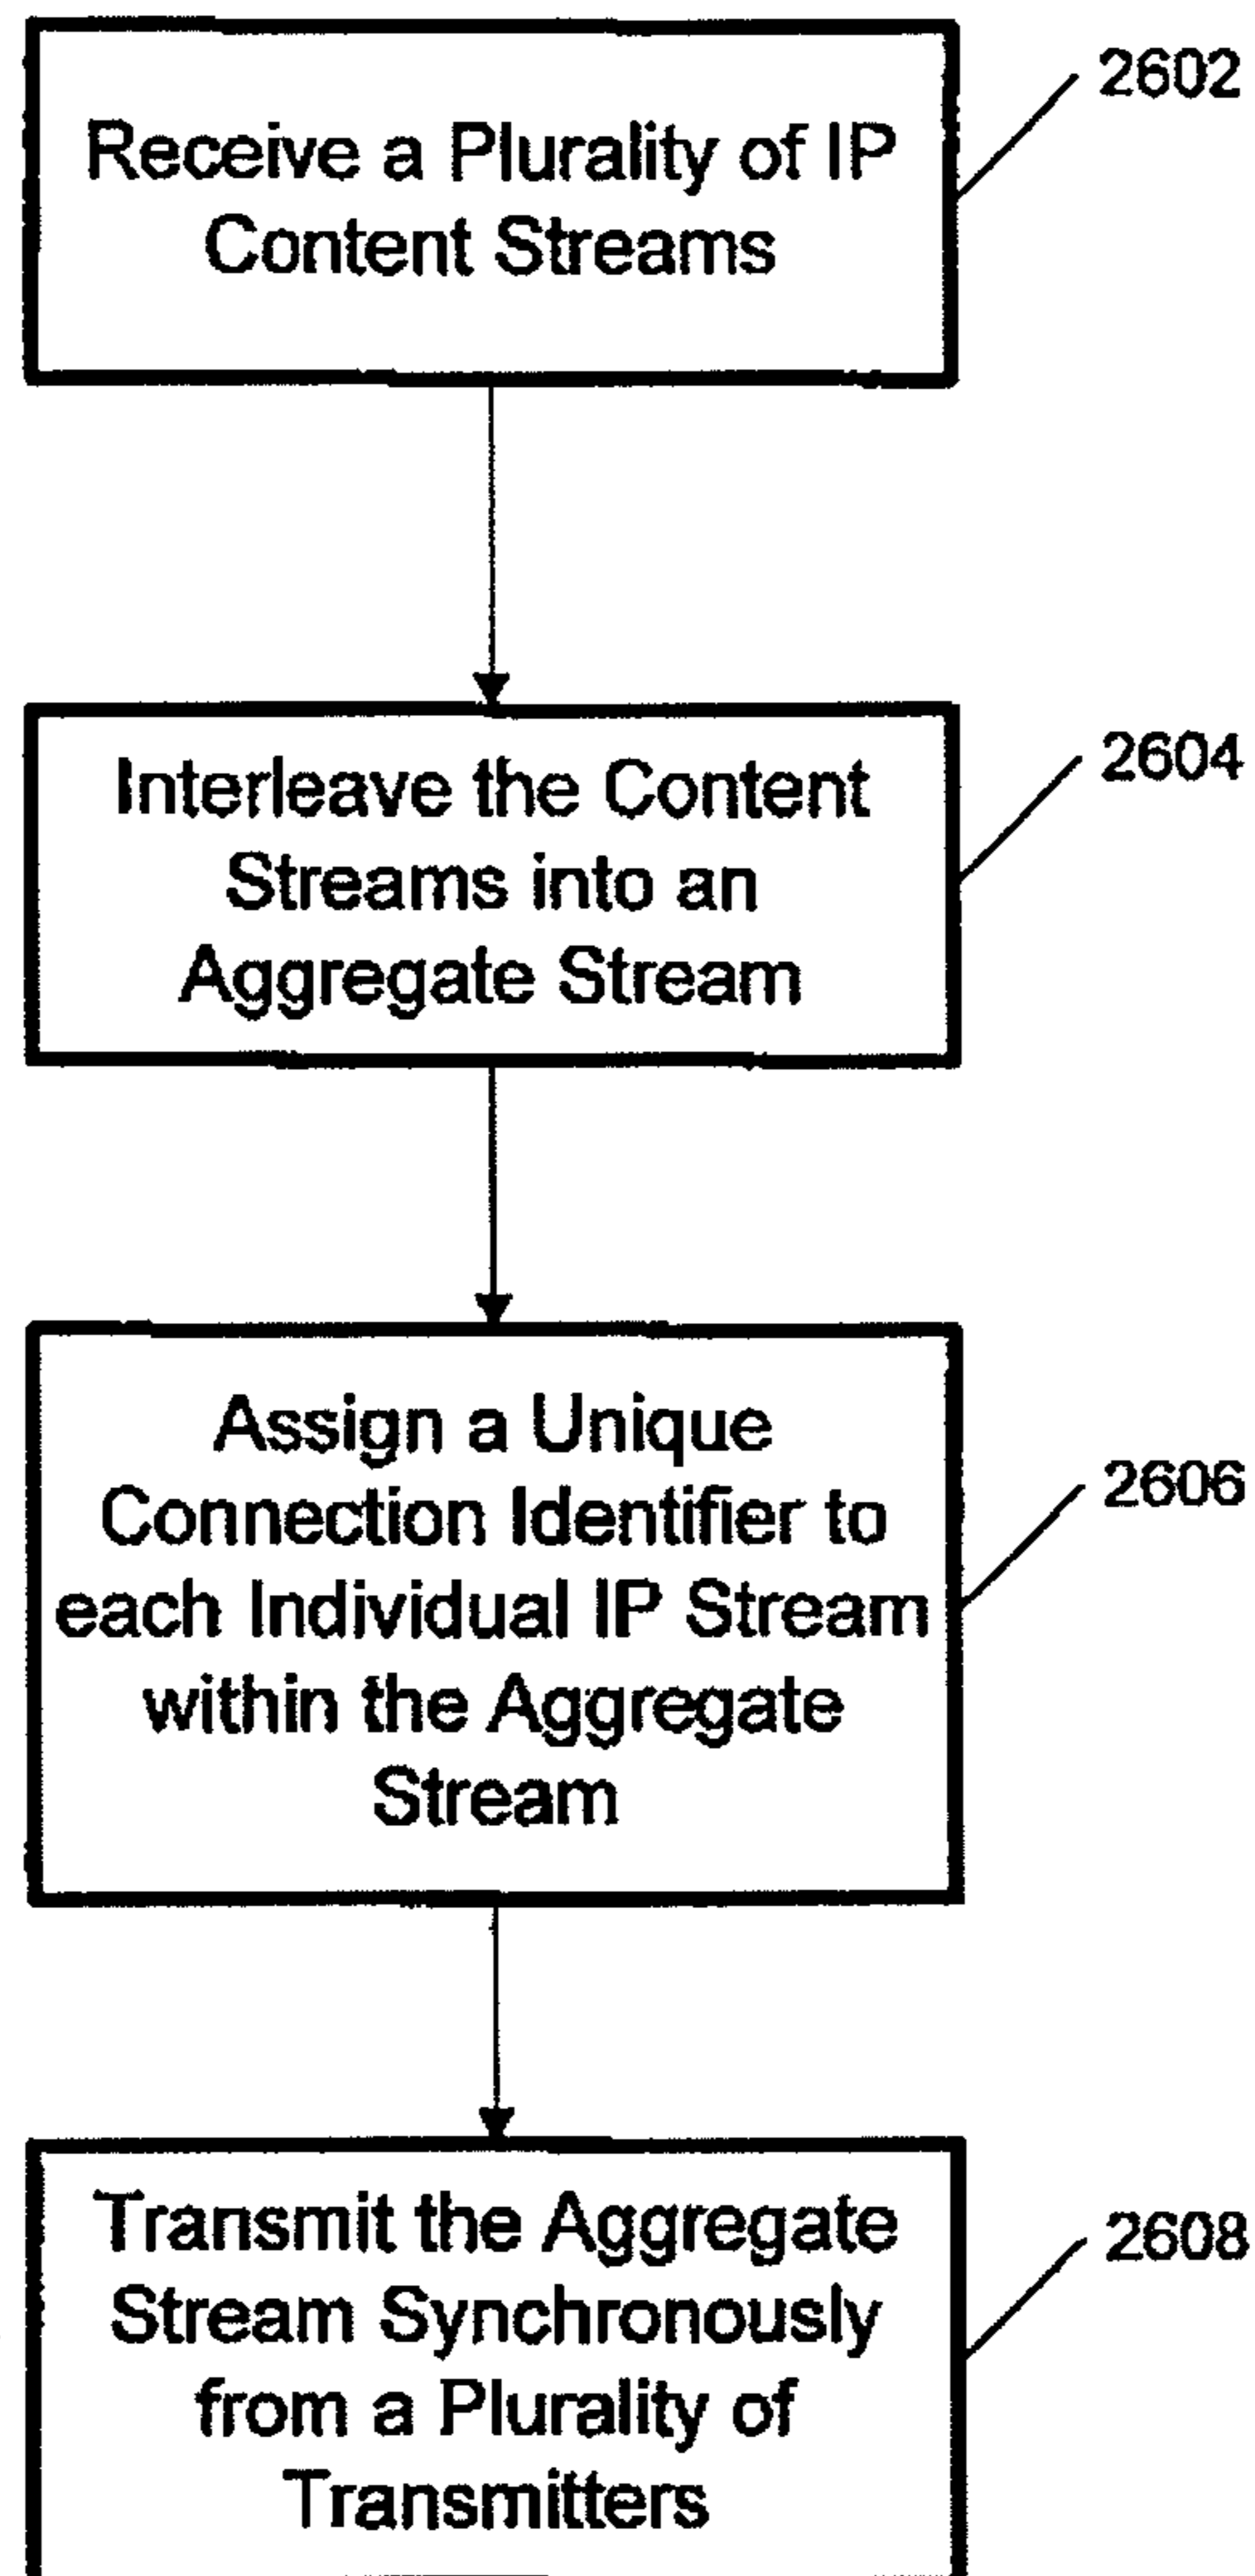 Receive a Plurality of IP
Content Streams
2602
Interleave the Content
Streams into an
Aggregate Stream
2604
Assign a Unique
Connection Identifier to
each Individual IP Stream
within the Aggregate
Stream
2606
Transmit the Aggregate
Stream Synchronously
from a Plurality of
Transmitters
2608